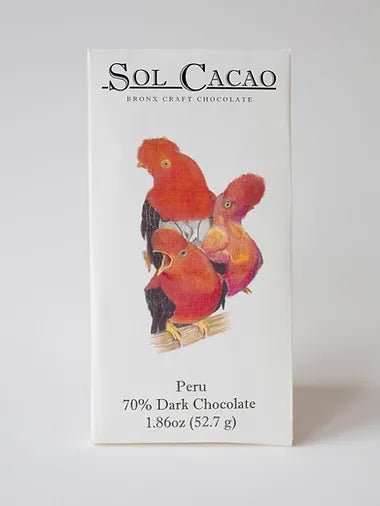 SOL CACAO
BRONX CRAFT CHOCOLATE
Peru
70% Dark Chocolate
1.86oz (52.7 g)